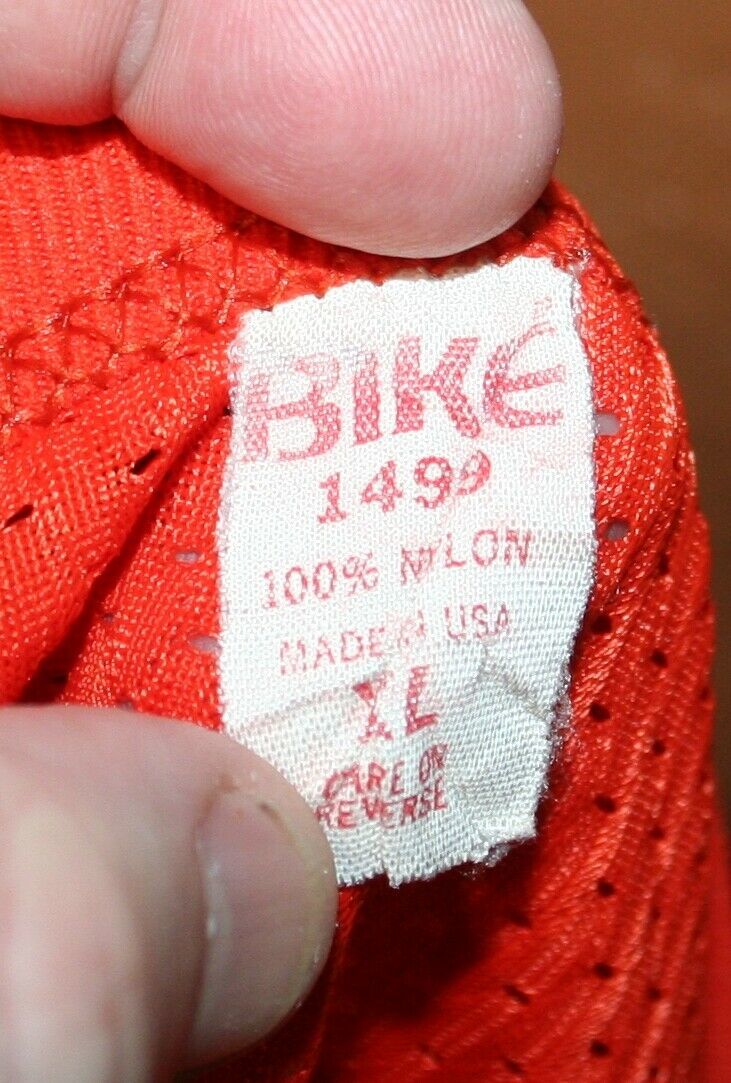 BIKE
1499
100% NYLON
MADE IN USA
XL
CARE ON
REVERSE